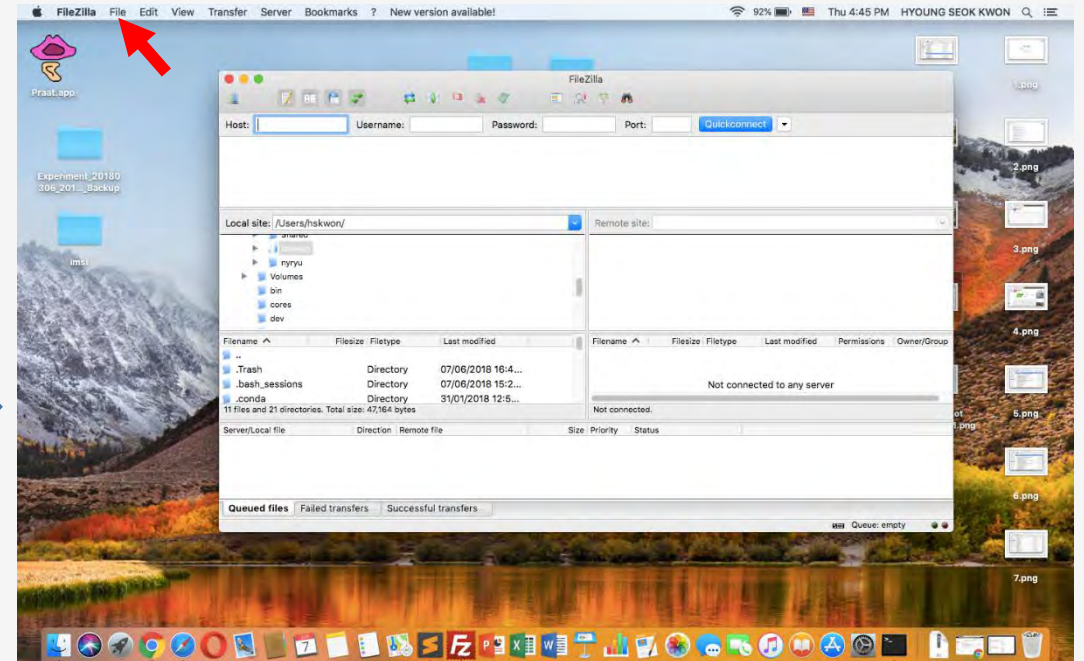 FileZilla File Edit View Transfer Server Bookmarks ? New version available! 92% Thu 4:45 PM HYOUNG SEOK KWON
Praat.app
Experiment_20180
306_201..._Backup
imsi
FileZilla
Host: Username: Password: Port: Quickconnect
Local site: /Users/hskwon/ Remote site:
Shared
nyryu
Volumes
bin
cores
dev
Filename Filesize Filetype Last modified Filename Filesize Filetype Last modified Permissions Owner/Group
..
.Trash Directory 07/06/2018 16:4...
.bash_sessions Directory 07/06/2018 15:2...
.conda Directory 31/01/2018 12:5...
Not connected to any server
11 files and 21 directories. Total size: 47,164 bytes Not connected.
Server/Local file Direction Remote file Size Priority Status
Queued files Failed transfers Successful transfers
Queue: empty
1.png
2.png
3.png
4.png
5.png
6.png
7.png